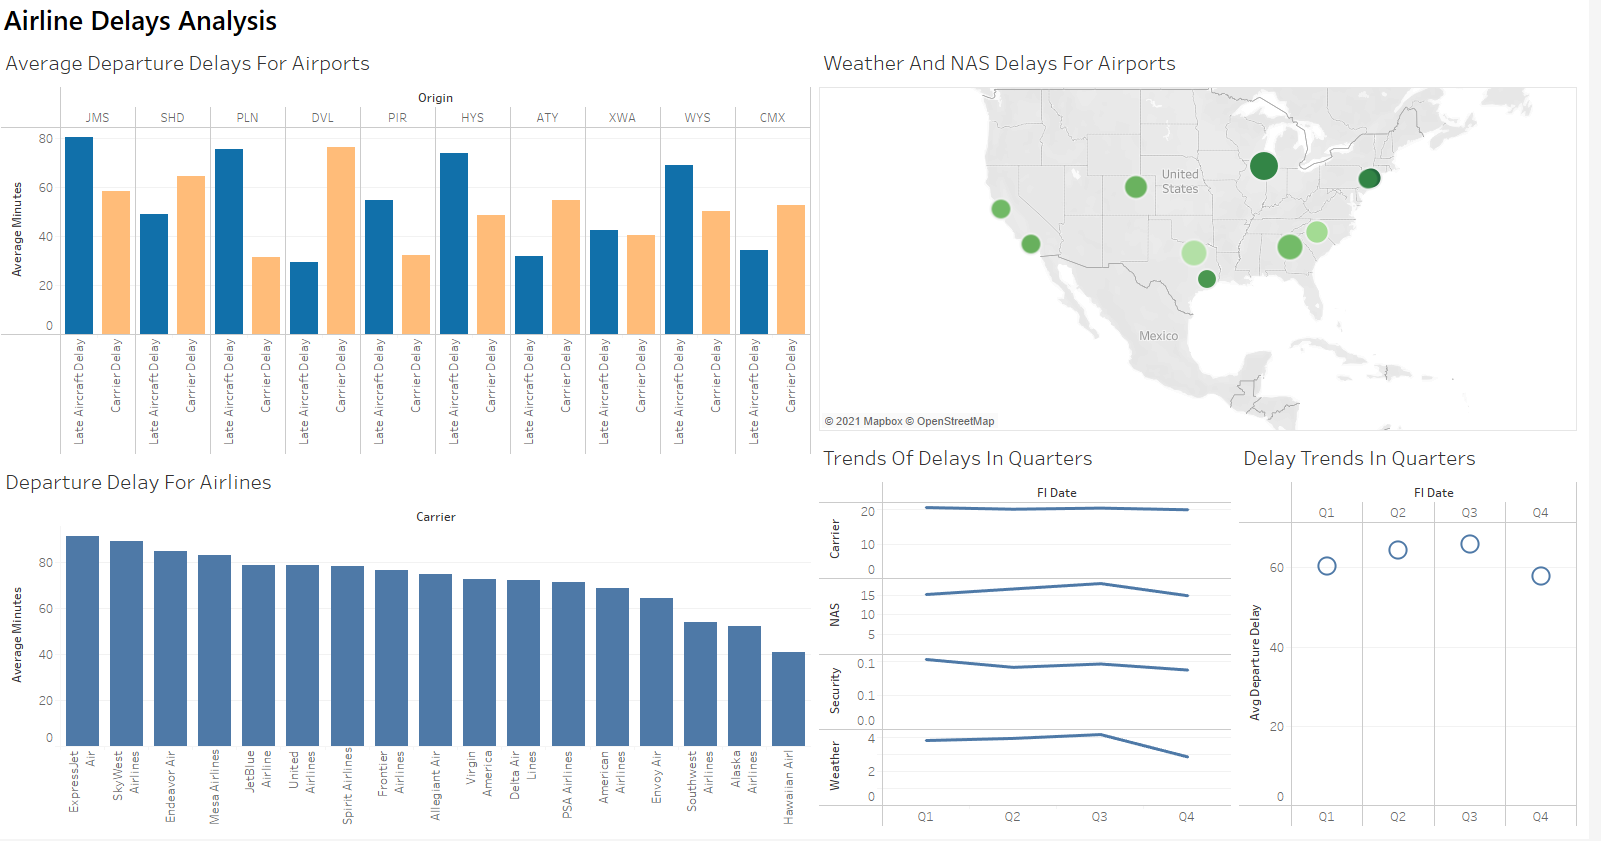 Airline Delays Analysis
Average Departure Delays For Airports
Origin
JMS SHD PLN DVL PIR HYS ATY XWA WYS CMX
80
60
40
20
0
Average Minutes
Late Aircraft Delay
Carrier Delay
Late Aircraft Delay
Carrier Delay
Late Aircraft Delay
Carrier Delay
Late Aircraft Delay
Carrier Delay
Late Aircraft Delay
Carrier Delay
Late Aircraft Delay
Carrier Delay
Late Aircraft Delay
Carrier Delay
Late Aircraft Delay
Carrier Delay
Late Aircraft Delay
Carrier Delay
Late Aircraft Delay
Carrier Delay
Weather And NAS Delays For Airports
United
States
Mexico
© 2021 Mapbox © OpenStreetMap
Departure Delay For Airlines
Carrier
80
60
40
20
0
Average Minutes
ExpressJet
Air
SkyWest
Airlines
Endeavor Air
Mesa Airlines
JetBlue
Airline
United
Airlines
Spirit Airlines
Frontier
Airlines
Allegiant Air
Virgin
America
Delta Air
Lines
PSA Airlines
American
Airlines
Envoy Air
Southwest
Airlines
Alaska
Airlines
Hawaiian Airl
Trends Of Delays In Quarters
Fl Date
Carrier
20
10
0
NAS
15
10
5
Security
0.1
0.1
0.0
Weather
4
2
0
Q1 Q2 Q3 Q4
Delay Trends In Quarters
Fl Date
Q1 Q2 Q3 Q4
Avg Departure Delay
60
40
20
0
Q1 Q2 Q3 Q4